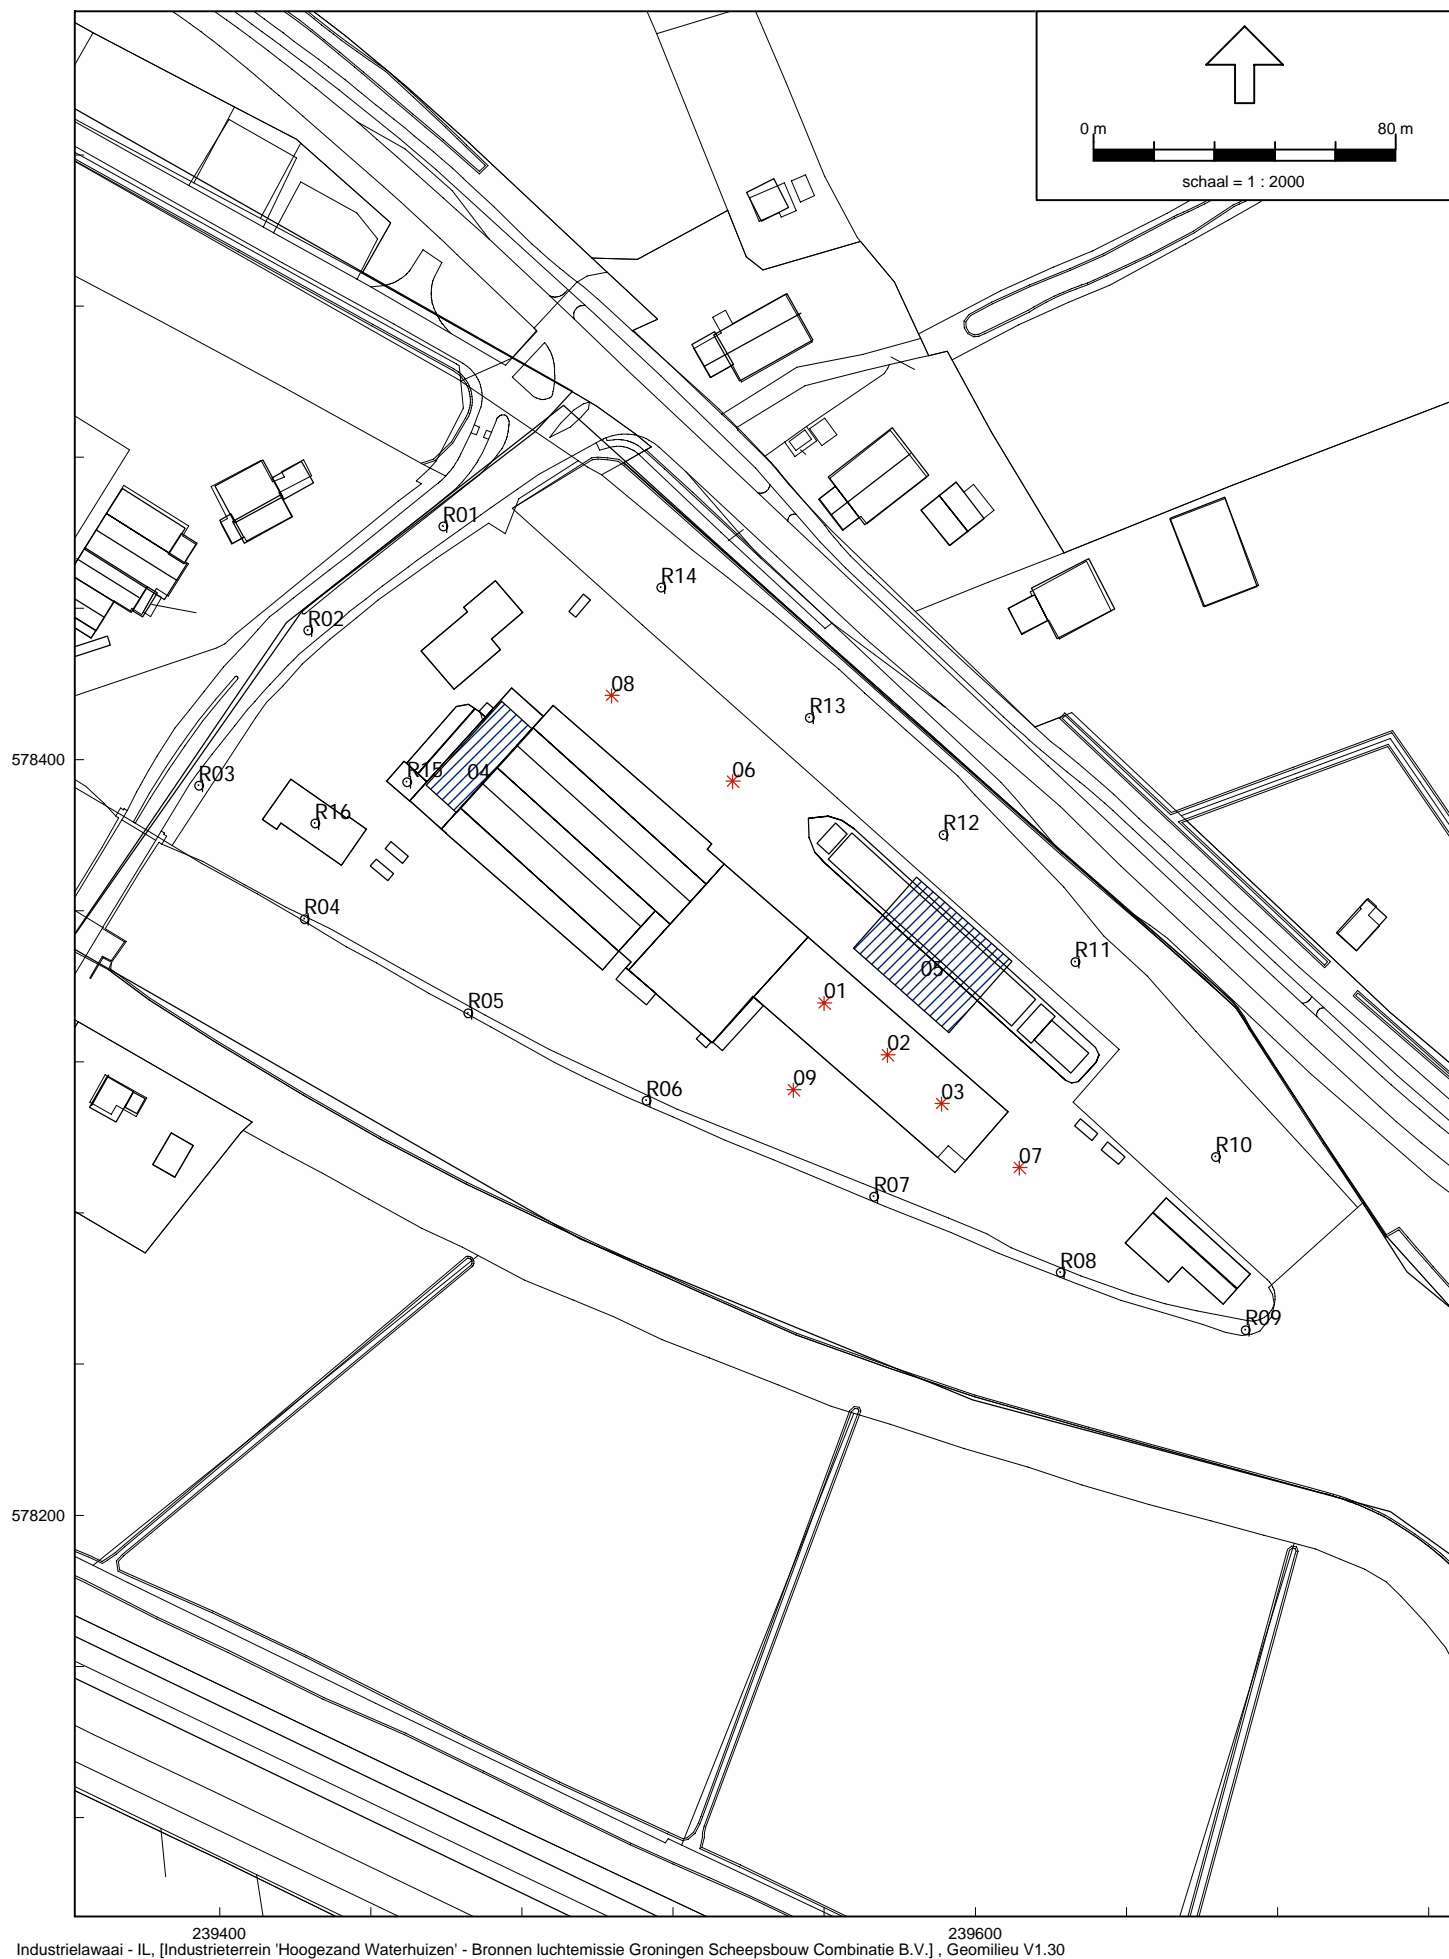 0 m 80 m
schaal = 1 : 2000
R01
R14
R02
08
R13
578400
R03
R15
04
06
R16
R12
R04
R11
05
01
R05
02
09
03
R06
R10
07
R07
R08
R09
578200
239400 239600
Industrielawaai - IL, [Industrieterrein 'Hoogezand Waterhuizen' - Bronnen luchtemissie Groningen Scheepsbouw Combinatie B.V.] , Geomilieu V1.30